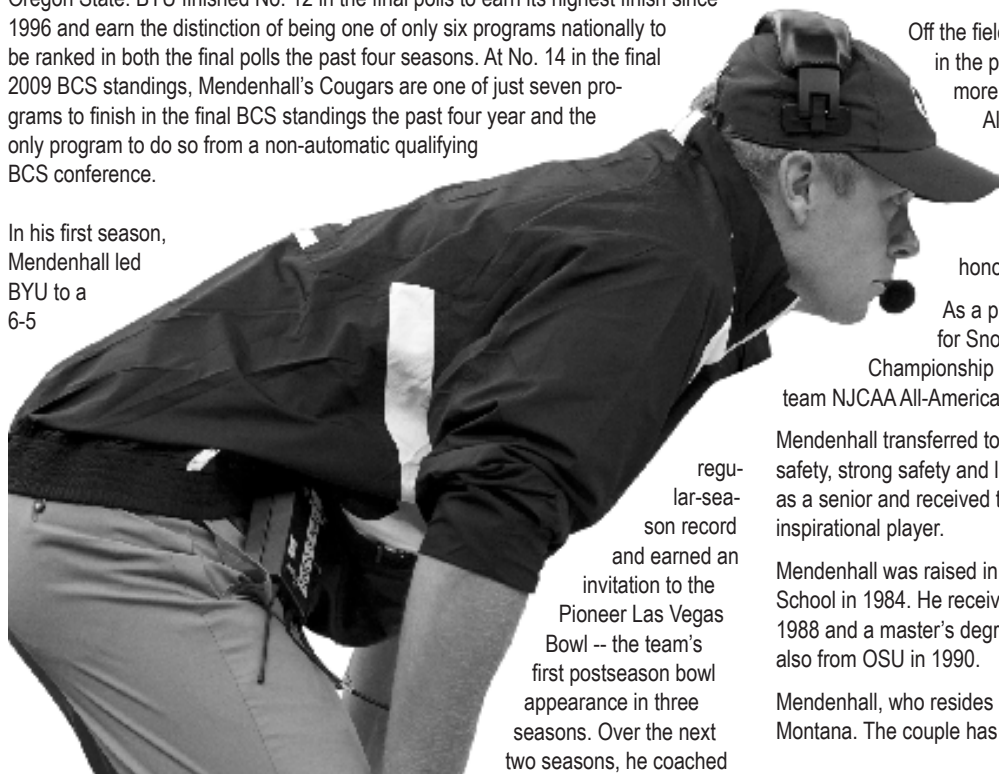 Oregon State. BYU finished No. 12 in the final polls to earn its highest finish since
1996 and earn the distinction of being one of only six programs nationally to
be ranked in both the final polls the past four seasons. At No. 14 in the final
2009 BCS standings, Mendenhall's Cougars are one of just seven pro-
grams to finish in the final BCS standings the past four year and the
only program to do so from a non-automatic qualifying
BCS conference.
In his first season,
Mendenhall led
BYU to a
6-5
regu-
lar-sea-
son record
and earned an
invitation to the
Pioneer Las Vegas
Bowl -- the team's
first postseason bowl
appearance in three
seasons. Over the next
two seasons, he coached
Off the fiel
in the p
more
Al
hono
As a p
for Sno
Championship
team NJCAA All-America
Mendenhall transferred to
safety, strong safety and l
as a senior and received t
inspirational player.
Mendenhall was raised in
School in 1984. He receiv
1988 and a master's degr
also from OSU in 1990.
Mendenhall, who resides
Montana. The couple has